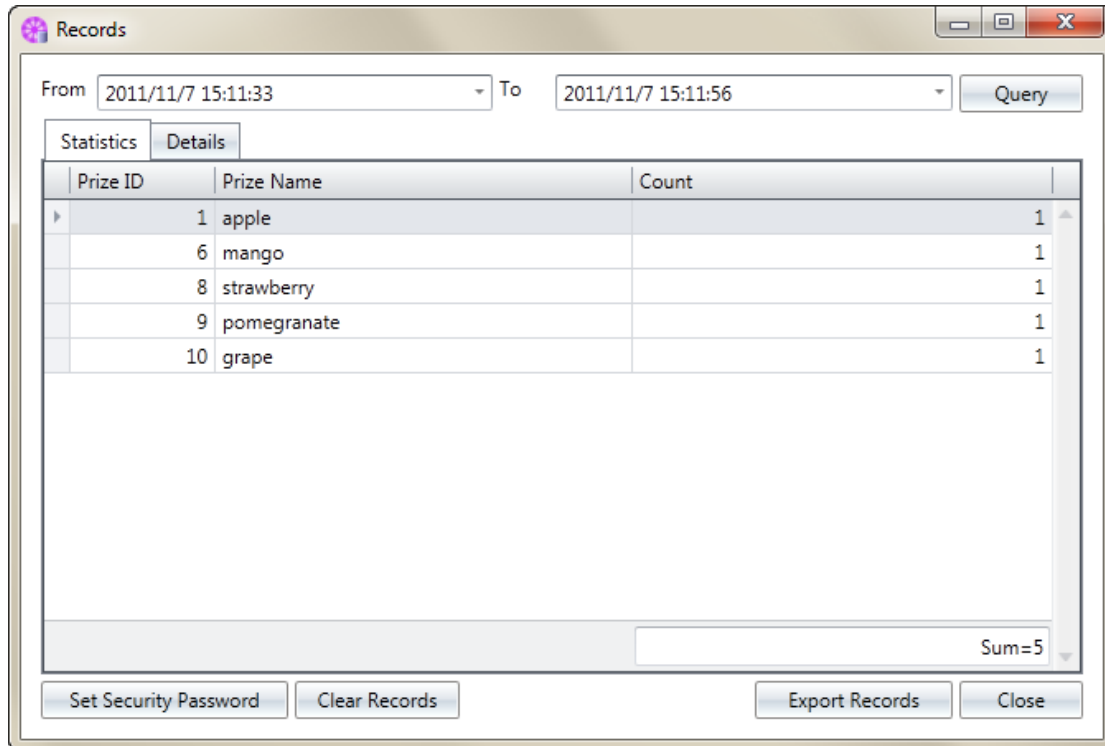 Records
From 2011/11/7 15:11:33 To 2011/11/7 15:11:56 Query
Statistics Details
Prize ID Prize Name Count
1 apple 1
6 mango 1
8 strawberry 1
9 pomegranate 1
10 grape 1
Sum=5
Set Security Password Clear Records Export Records Close